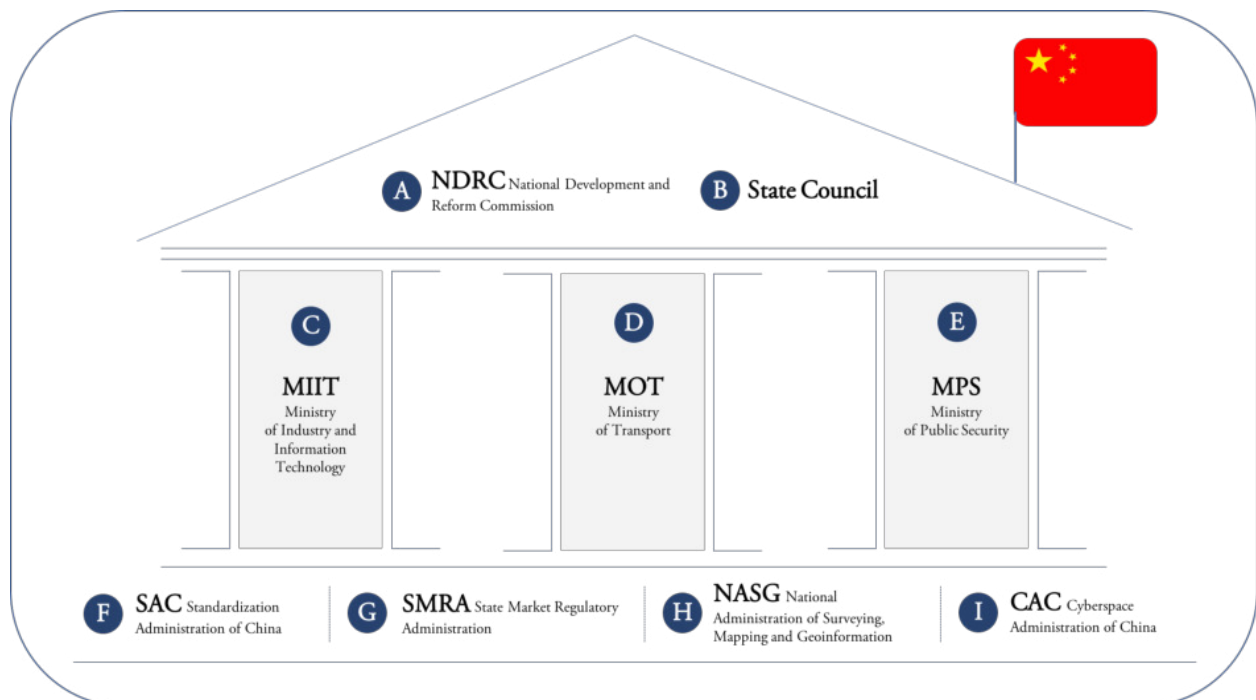 A NDRC National Development and
Reform Commission
B State Council
C
MIIT
Ministry
of Industry and
Information
Technology
D
MOT
Ministry
of Transport
E
MPS
Ministry
of Public Security
F SAC Standardization
Administration of China
G SMRA State Market Regulatory
Administration
H NASG National
Administration of Surveying,
Mapping and Geoinformation
I CAC Cyberspace
Administration of China